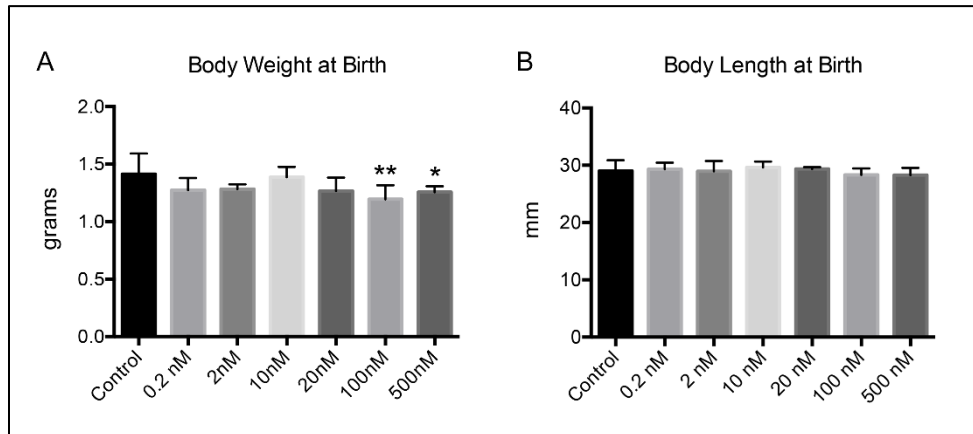 A
Body Weight at Birth
grams
2.0
1.5
1.0
0.5
0.0
**
*
Control
0.2 nM
2nM
10nM
20nM
100nM
500nM
B
Body Length at Birth
mm
40
30
20
10
0
Control
0.2 nM
2 nM
10 nM
20 nM
100 nM
500 nM